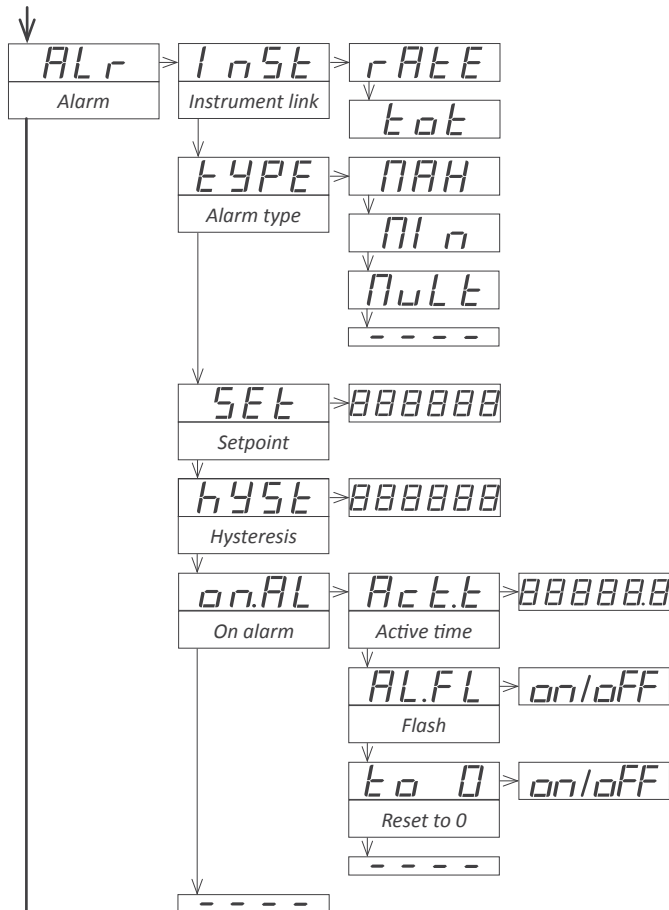 ALr
Alarm
InSt
Instrument link
rAtE
tot
tYPE
Alarm type
MAX
MIn
MuLt
----
SEt
Setpoint
888888
hYSt
Hysteresis
888888
on.AL
On alarm
Act.t
Active time
88888.8
AL.FL
Flash
on/oFF
to 0
Reset to 0
on/oFF
----
----